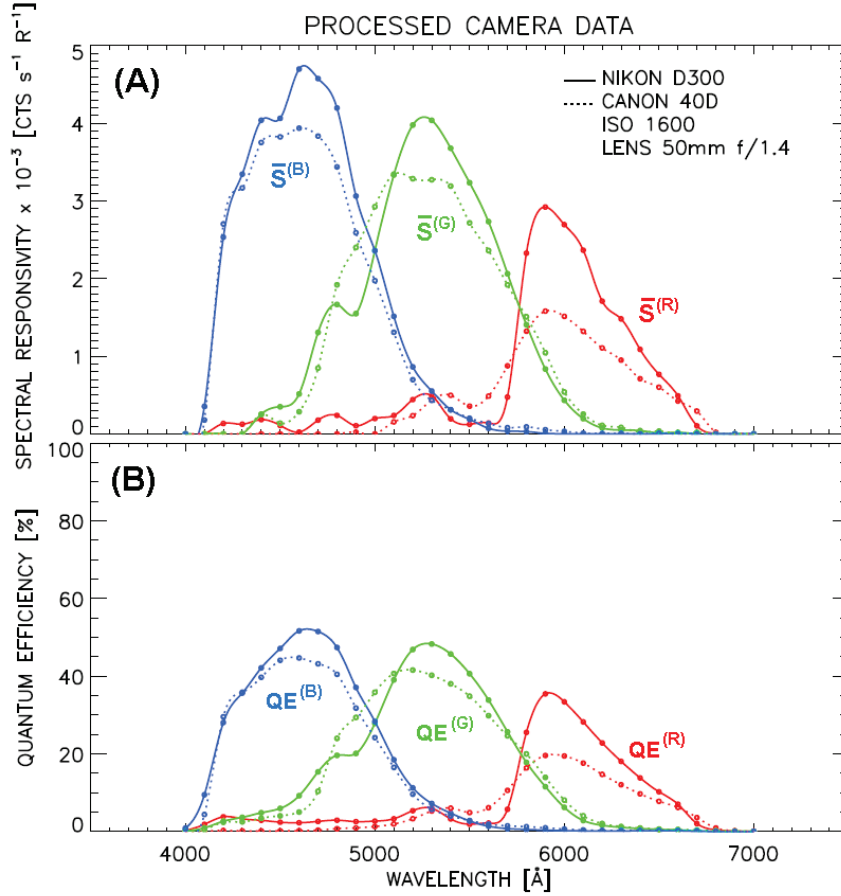 PROCESSED CAMERA DATA
(A)
NIKON D300
CANON 40D
ISO 1600
LENS 50mm f/1.4
S̅(B)
S̅(G)
S̅(R)
SPECTRAL RESPONSIVITY x 10⁻³ [CTS s⁻¹ R⁻¹]
5
4
3
2
1
0
(B)
QE(B)
QE(G)
QE(R)
QUANTUM EFFICIENCY [%]
100
80
60
40
20
0
4000 5000 6000 7000
WAVELENGTH [Å]